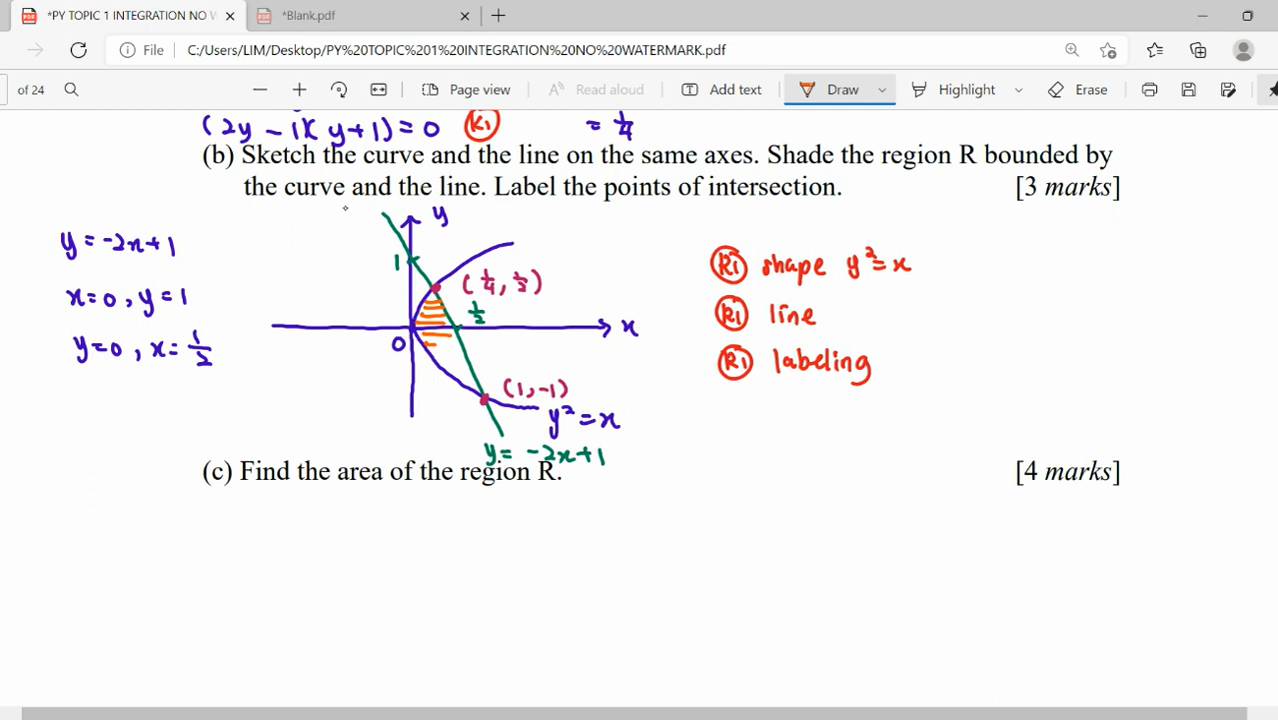 *PY TOPIC 1 INTEGRATION NO W
*Blank.pdf
File C:/Users/LIM/Desktop/PY%20TOPIC%201%20INTEGRATION%20NO%20WATERMARK.pdf
of 24
Page view
Read aloud
Add text
Draw
Highlight
Erase
(2y - 1)(y+1) = 0 K1 = 1/4
(b) Sketch the curve and the line on the same axes. Shade the region R bounded by
the curve and the line. Label the points of intersection. [3 marks]
y = -2x+1
x=0, y=1
y=0, x=1/2
y
1
(1/4, 1/2)
1/2
x
0
(1, -1)
y²=x
y = -2x+1
R1 shape y²=x
R1 line
R1 labeling
(c) Find the area of the region R. [4 marks]